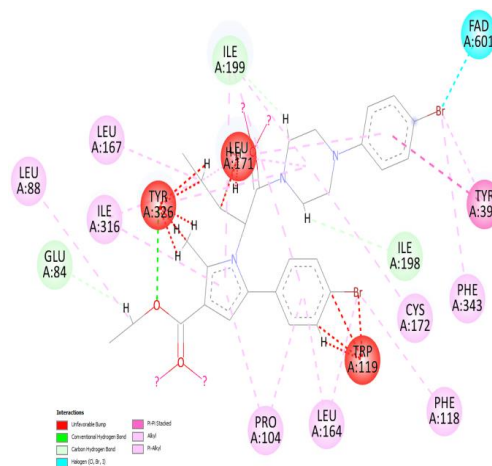 FAD
A:601
ILE
A:199
Br
H
LEU
A:167
LEU
A:171
?
?
H
H
N
LEU
A:88
TYR
A:326
H
H
N
TYR
A:39
ILE
A:316
H
H
H
H
GLU
A:84
N
ILE
A:198
PHE
A:343
H
O
Br
CYS
A:172
H
TRP
A:119
?
O
?
PHE
A:118
PRO
A:104
LEU
A:164
Interactions
Unfavorable Bump
Conventional Hydrogen Bond
Carbon Hydrogen Bond
Halogen (Cl, Br, I)
Pi-Pi Stacked
Alkyl
Pi-Alkyl